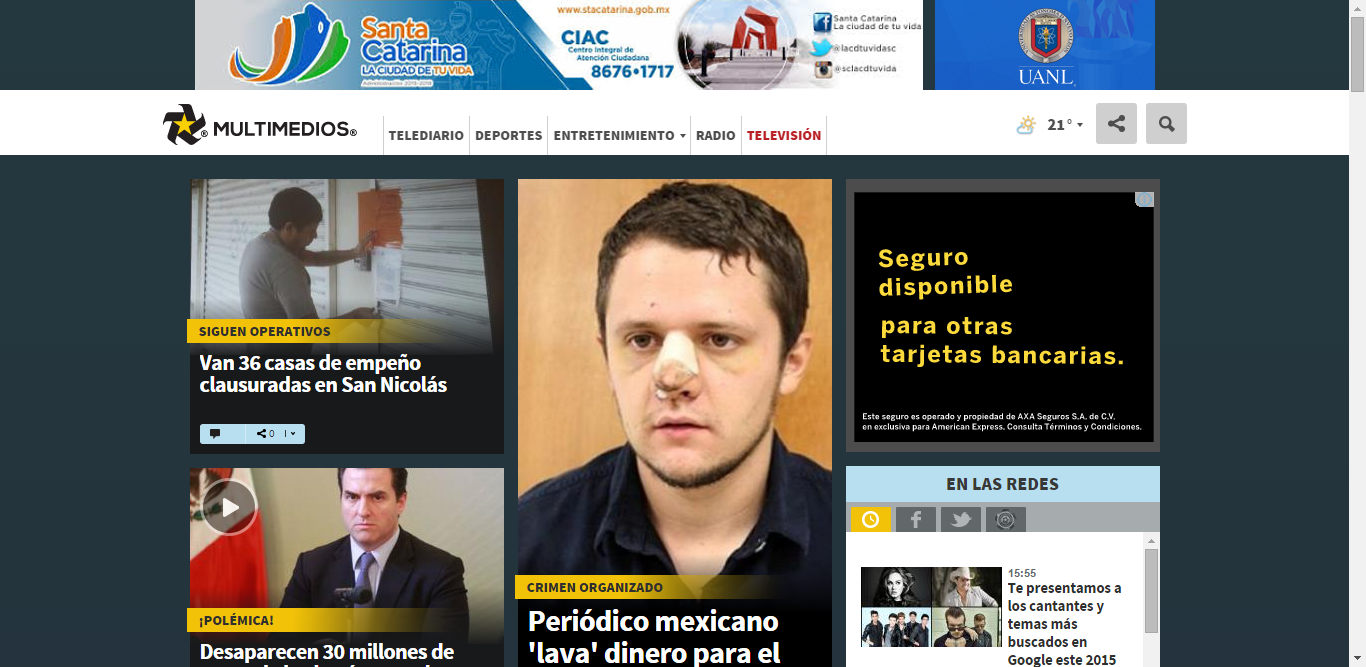 www.stacatarina.gob.mx
Santa
Catarina
LA CIUDAD DE TU VIDA
CIAC
Centro Integral de
Atención Ciudadana
8676•1717
Santa Catarina
La ciudad de tu vida
@lacdtuvidasc
@sclacdtuvida
UANL
MULTIMEDIOS®
TELEDIARIO
DEPORTES
ENTRETENIMIENTO
RADIO
TELEVISIÓN
21°
SIGUEN OPERATIVOS
Van 36 casas de empeño
clausuradas en San Nicolás
0
¡POLÉMICA!
Desaparecen 30 millones de
CRIMEN ORGANIZADO
Periódico mexicano
'lava' dinero para el
Seguro
disponible
para otras
tarjetas bancarias.
Este seguro es operado y propiedad de AXA Seguros S.A. de C.V.
en exclusiva para American Express. Consulta Términos y Condiciones.
EN LAS REDES
15:55
Te presentamos a
los cantantes y
temas más
buscados en
Google este 2015